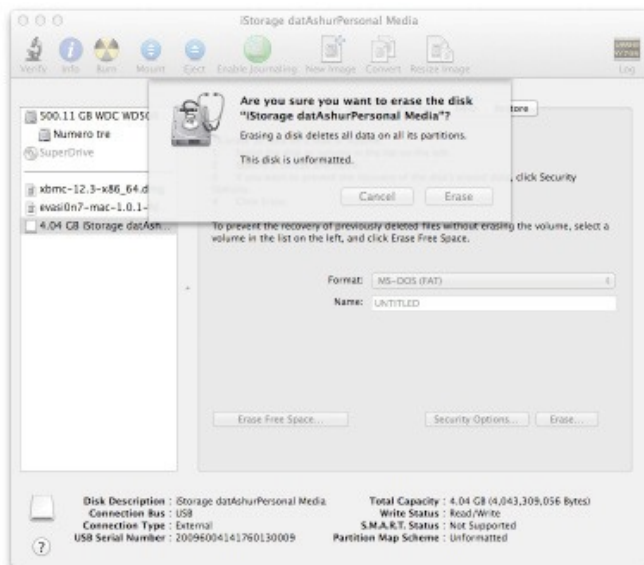 iStorage datAshurPersonal Media
Verify Info Burn Mount Eject Enable Journaling New Image Convert Resize Image Log
Are you sure you want to erase the disk
"iStorage datAshurPersonal Media"?
Erasing a disk deletes all data on all its partitions.
This disk is unformatted.
Cancel Erase
500.11 GB WDC WD50
Numero tre
SuperDrive
xbmc-12.3-x86_64.d
evasi0n7-mac-1.0.1-
4.04 GB iStorage datAsh...
store
, click Security
To prevent the recovery of previously deleted files without erasing the volume, select a
volume in the list on the left, and click Erase Free Space.
Format: MS-DOS (FAT)
Name: UNTITLED
Erase Free Space... Security Options... Erase...
Disk Description : iStorage datAshurPersonal Media
Connection Bus : USB
Connection Type : External
USB Serial Number : 20096004141760130009
Total Capacity : 4.04 GB (4,043,309,056 Bytes)
Write Status : Read/Write
S.M.A.R.T. Status : Not Supported
Partition Map Scheme : Unformatted
?